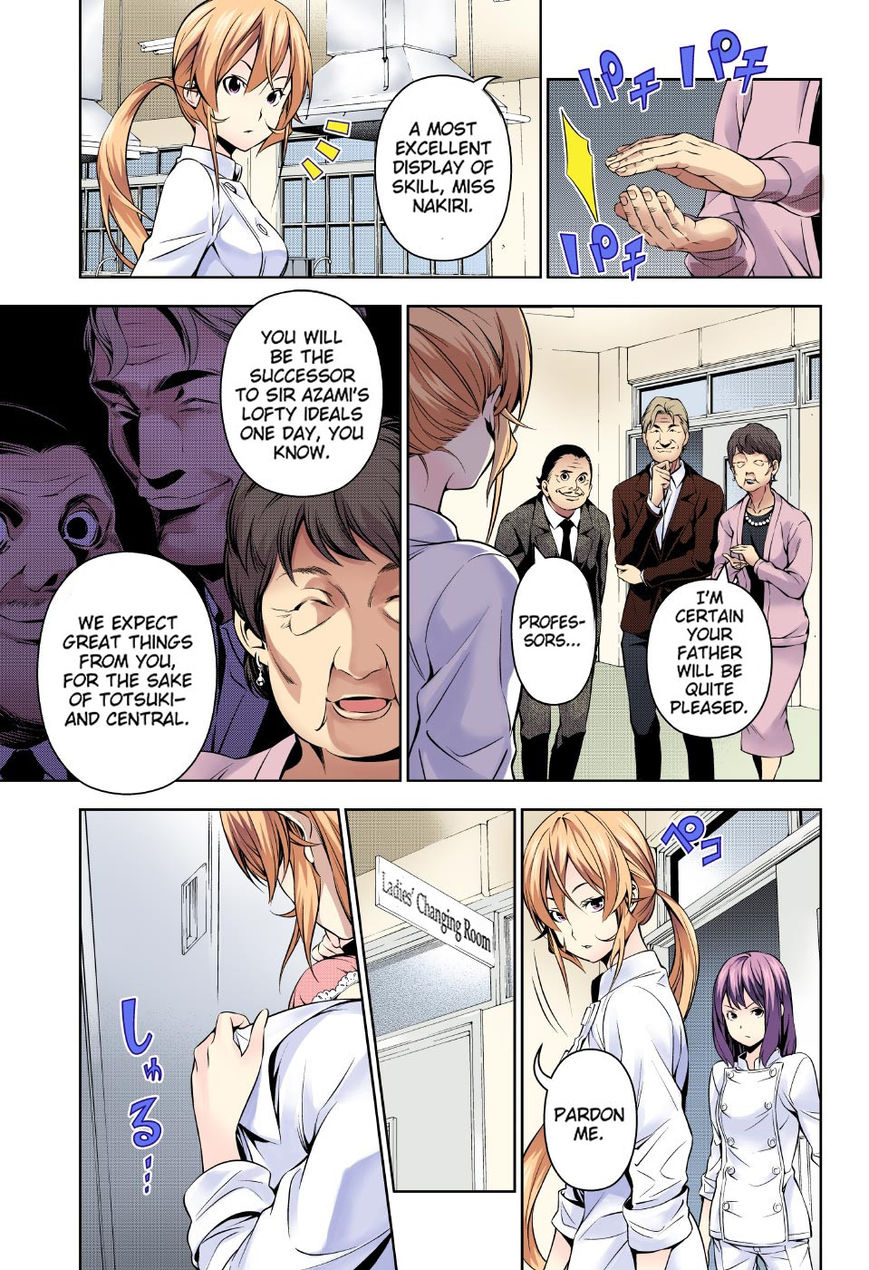 パチ パチ
パチ
A MOST
EXCELLENT
DISPLAY OF
SKILL, MISS
NAKIRI.
I'M
CERTAIN
YOUR
FATHER
WILL BE
QUITE
PLEASED.
PROFES-
SORS...
YOU WILL
BE THE
SUCCESSOR
TO SIR AZAMI'S
LOFTY IDEALS
ONE DAY, YOU
KNOW.
WE EXPECT
GREAT THINGS
FROM YOU,
FOR THE SAKE
OF TOTSUKI—
AND CENTRAL.
ペコ
PARDON
ME.
Ladies' Changing Room
しゅる…